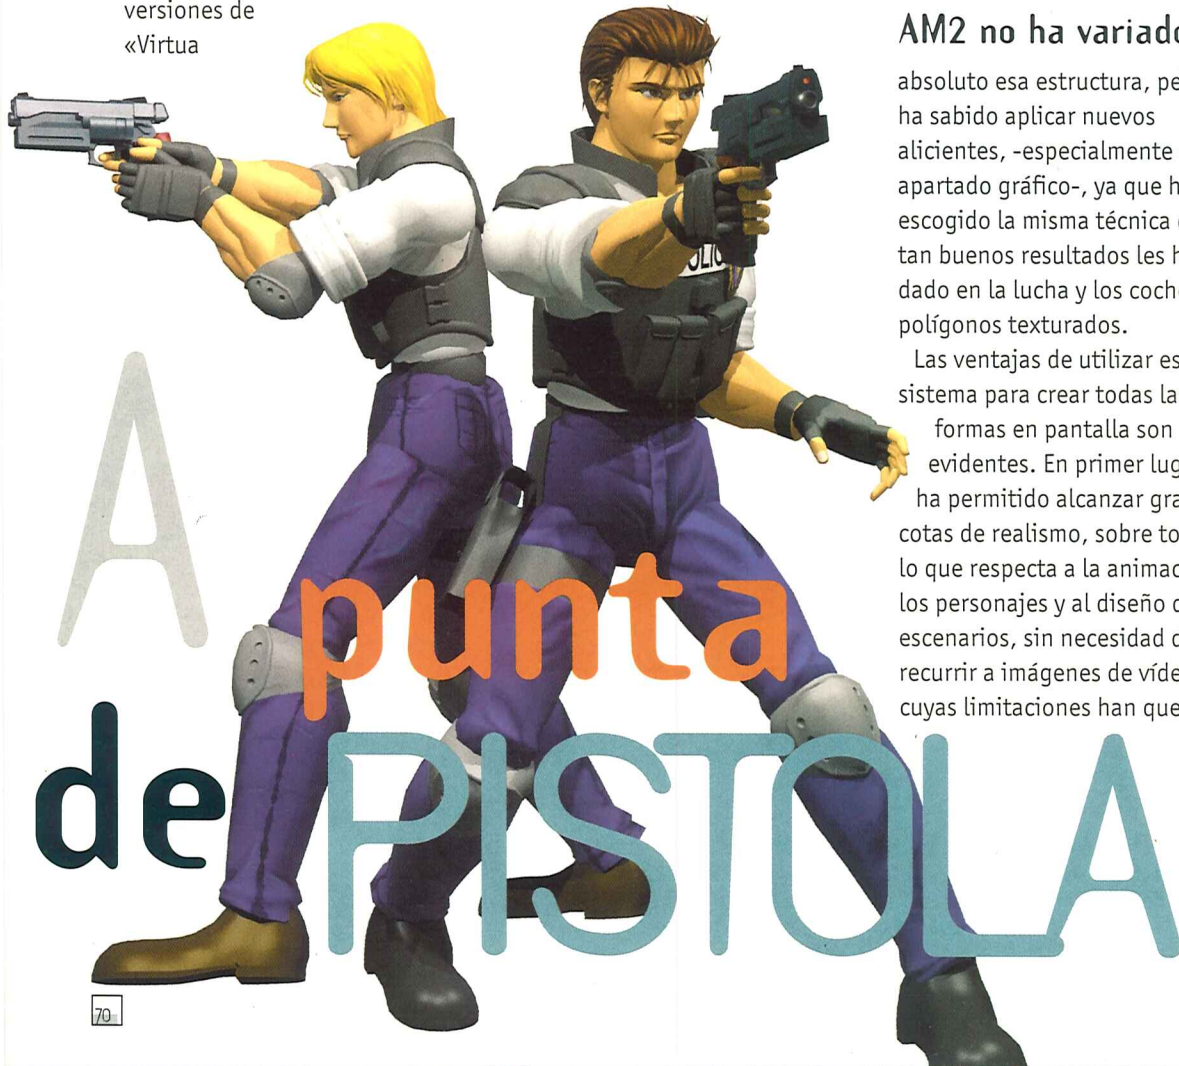 versiones de
«Virtua
A
punta
de PISTOLA
AM2 no ha variado
absoluto esa estructura, pe
ha sabido aplicar nuevos
alicientes, -especialmente
apartado gráfico-, ya que h
escogido la misma técnica
tan buenos resultados les h
dado en la lucha y los coch
polígonos texturados.
Las ventajas de utilizar es
sistema para crear todas la
formas en pantalla son
evidentes. En primer lug
ha permitido alcanzar gra
cotas de realismo, sobre to
lo que respecta a la animac
los personajes y al diseño
escenarios, sin necesidad
recurrir a imágenes de víde
cuyas limitaciones han que
70